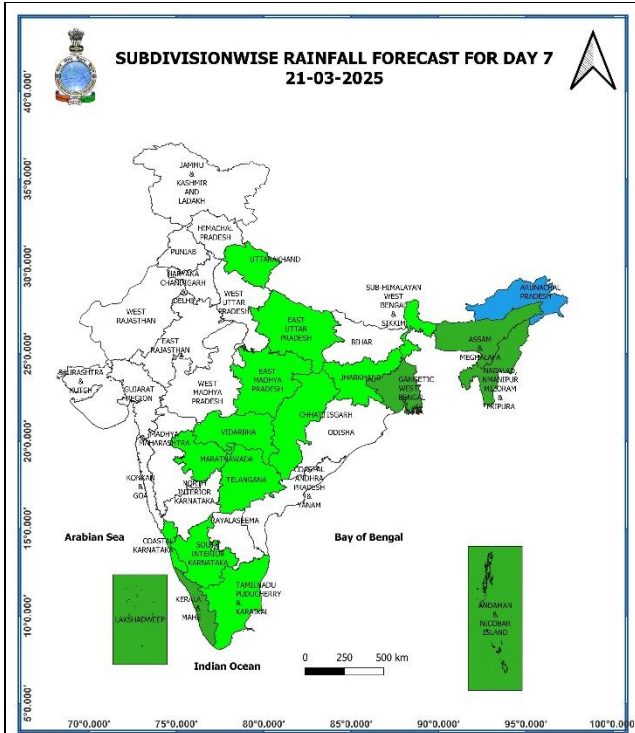 SUBDIVISIONWISE RAINFALL FORECAST FOR DAY 7
21-03-2025
40°0.000'
35°0.000'
30°0.000'
25°0.000'
20°0.000'
15°0.000'
10°0.000'
5°0.000'
JAMMU
&
KASHMIR
AND
LADAKH
HIMACHAL
PRADESH
PUNJAB
UTTARAKHAND
HARYANA
CHANDIGARH
&
DELHI
WEST
UTTAR
PRADESH
WEST
RAJASTHAN
EAST
RAJASTHAN
EAST
UTTAR
PRADESH
SUB-HIMALAYAN
WEST
BENGAL
&
SIKKIM
ARUNACHAL
PRADESH
BIHAR
ASSAM
&
MEGHALAYA
SAURASHTRA
&
KUTCH
GUJARAT
REGION
WEST
MADHYA
PRADESH
EAST
MADHYA
PRADESH
JHARKHAND
GANGETIC
WEST
BENGAL
MIZORAM
&
TRIPURA
CHHATTISGARH
ODISHA
MADHYA
MAHARASHTRA
VIDARBHA
MARATHAWADA
TELANGANA
KONKAN
&
GOA
NORTH
INTERIOR
KARNATAKA
COASTAL
ANDHRA
PRADESH
&
YANAM
RAYALASEEMA
Arabian Sea
Bay of Bengal
COASTAL
KARNATAKA
SOUTH
INTERIOR
KARNATAKA
TAMILNADU
PUDUCHERRY
&
KARAIKAL
KERALA
&
MAHE
LAKSHADWEEP
ANDAMAN
&
NICOBAR
ISLAND
Indian Ocean
0 250 500 km
70°0.000' 75°0.000' 80°0.000' 85°0.000' 90°0.000' 95°0.000' 100°0.000'